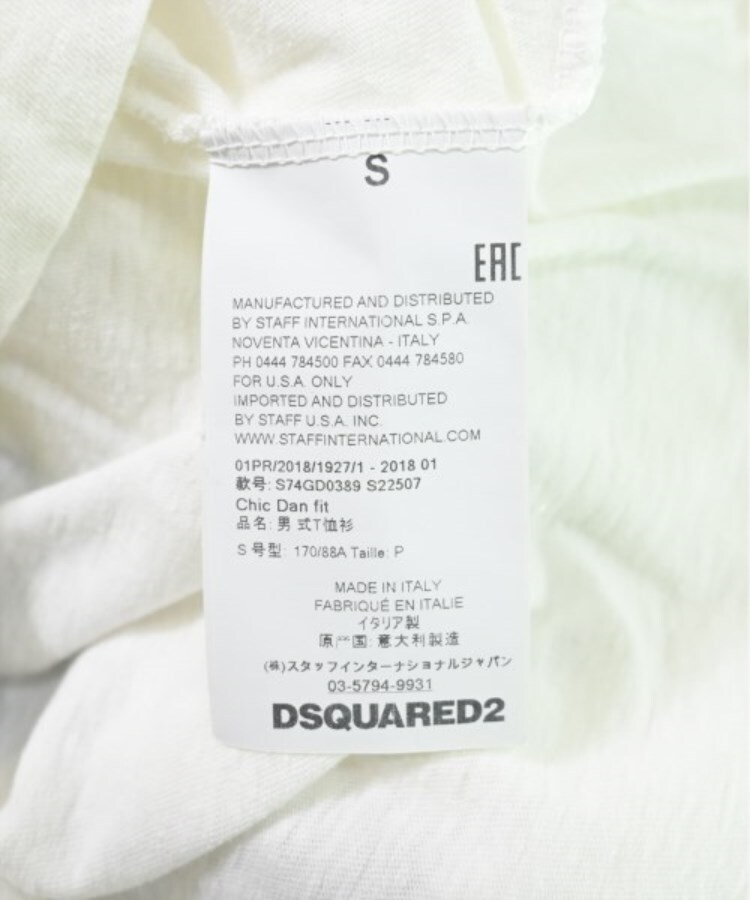 S
EAC
MANUFACTURED AND DISTRIBUTED
BY STAFF INTERNATIONAL S.P.A.
NOVENTA VICENTINA - ITALY
PH 0444 784500 FAX 0444 784580
FOR U.S.A. ONLY
IMPORTED AND DISTRIBUTED
BY STAFF U.S.A. INC.
WWW.STAFFINTERNATIONAL.COM
01PR/2018/1927/1 - 2018 01
款号: S74GD0389 S22507
Chic Dan fit
品名: 男 式T恤衫
S 号型: 170/88A Taille: P
MADE IN ITALY
FABRIQUÉ EN ITALIE
イタリア製
原产国: 意大利製造
(株)スタッフインターナショナルジャパン
03-5794-9931
DSQUARED2